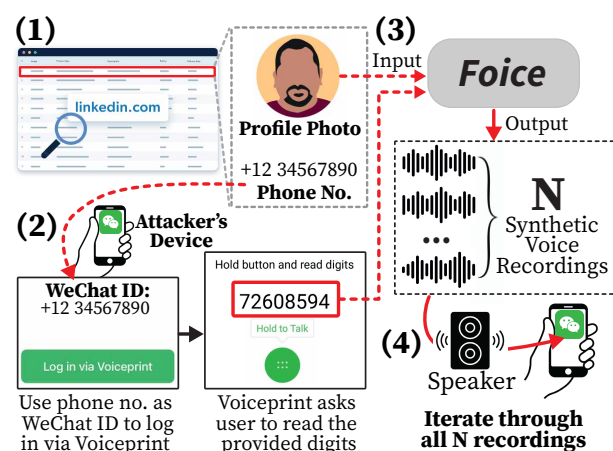 (1)
linkedin.com
Profile Photo
+12 34567890
Phone No.
(3)
Input
Foice
Output
N
Synthetic
Voice
Recordings
(2)
Attacker's
Device
WeChat ID:
+12 34567890
Log in via Voiceprint
Use phone no. as
WeChat ID to log
in via Voiceprint
Hold button and read digits
72608594
Hold to Talk
Voiceprint asks
user to read the
provided digits
(4)
Speaker
Iterate through
all N recordings